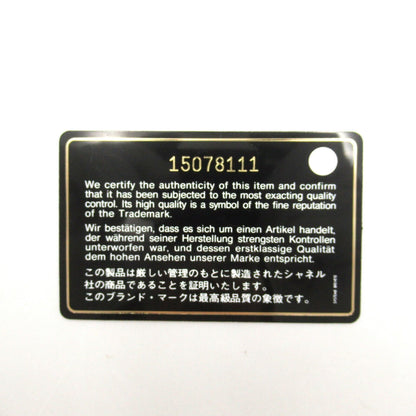 15078111
We certify the authenticity of this item and confirm
that it has been subjected to the most exacting quality
control. Its high quality is a symbol of the fine reputation
of the Trademark.
Wir bestätigen, dass es sich um einen Artikel handelt,
der während seiner Herstellung strengsten Kontrollen
unterworfen war, und dessen erstklassige Qualität
dem hohen Ansehen unserer Marke entspricht.
この製品は厳しい管理のもとに製造されたシャネル
社の商品であることを証明いたします。
このブランド・マークは最高級品質の象徴です。